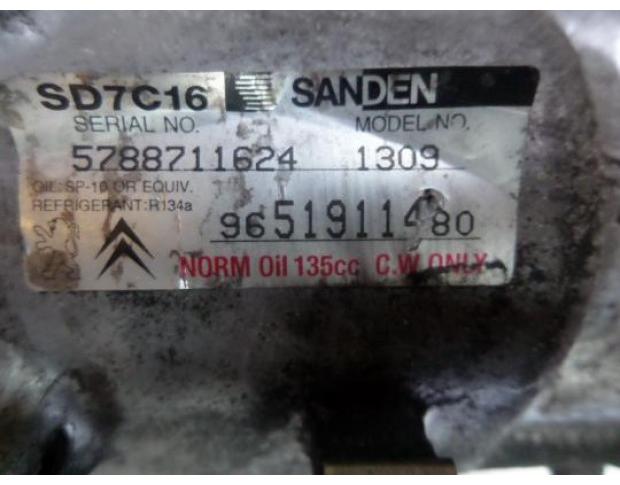 SD7C16 SANDEN
SERIAL NO. MODEL NO.
5788711624 1309
OIL: SP-10 OR EQUIV.
REFRIGERANT: R134a
9651911480
NORM Oil 135cc C.W ONLY